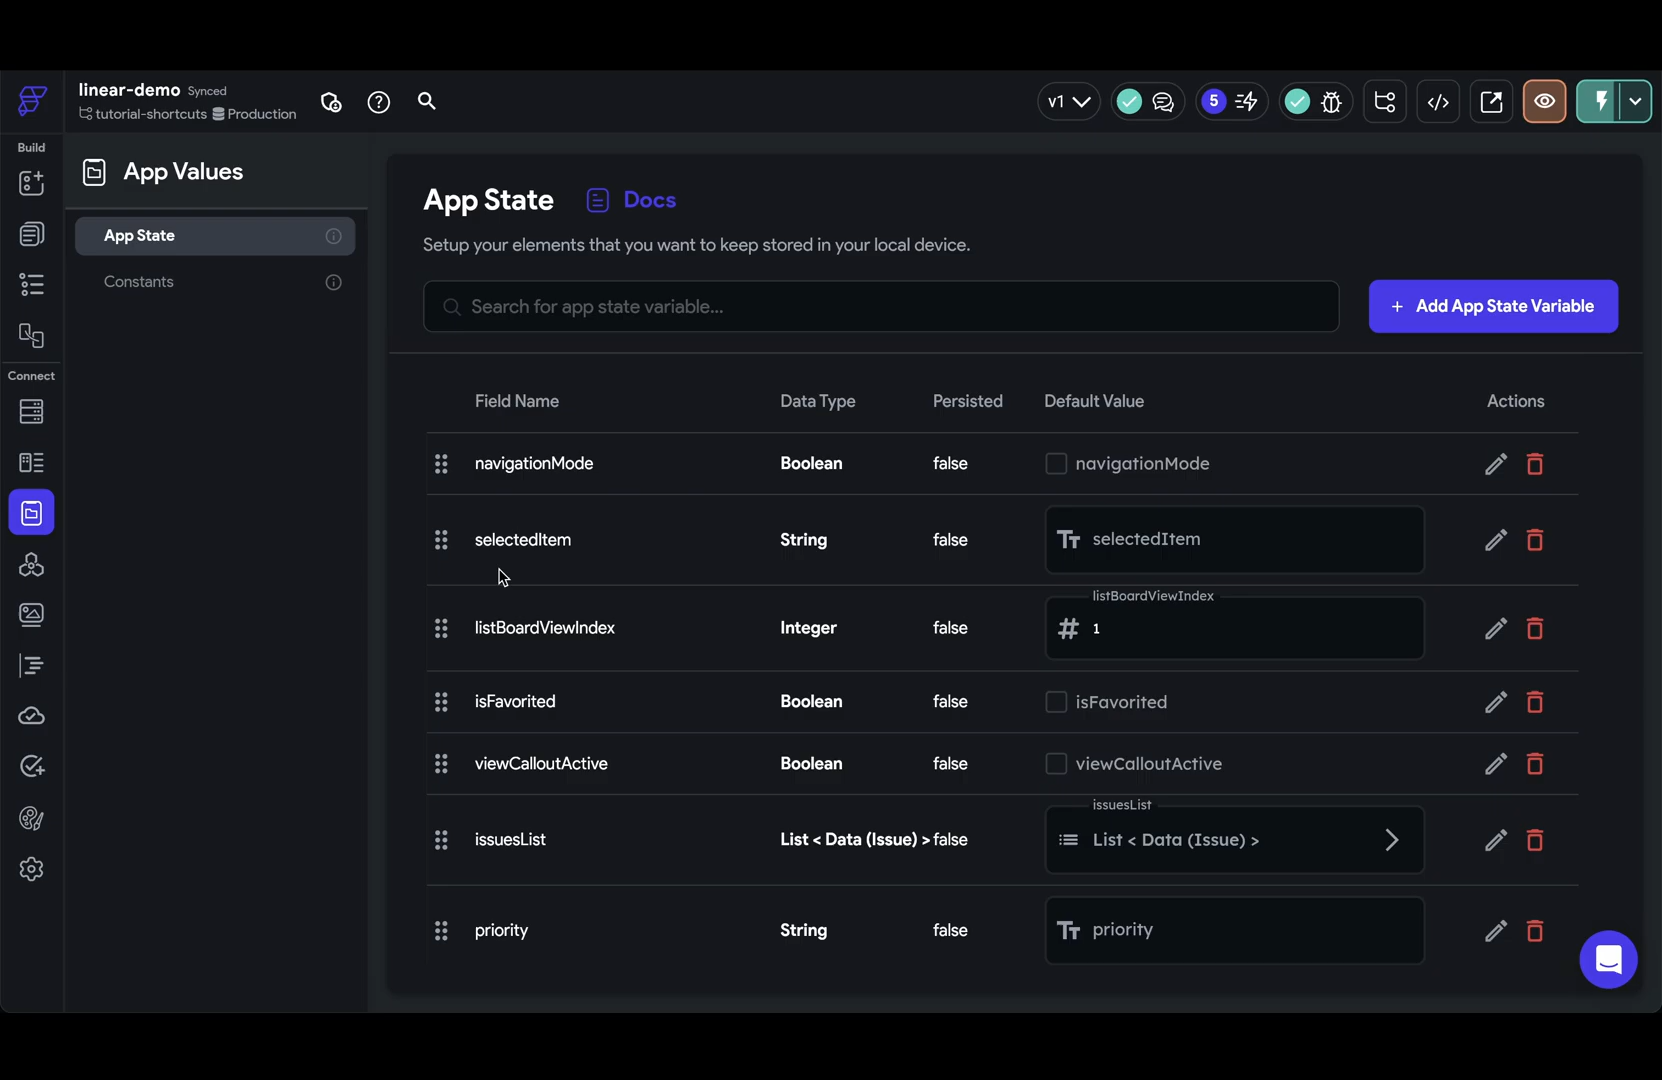 linear-demo Synced
tutorial-shortcuts Production
v1
5
Build
App Values
App State
Constants
Connect
App State Docs
Setup your elements that you want to keep stored in your local device.
Search for app state variable...
+ Add App State Variable
Field Name Data Type Persisted Default Value Actions
navigationMode Boolean false navigationMode
selectedItem String false selectedItem
listBoardViewIndex
listBoardViewIndex Integer false # 1
isFavorited Boolean false isFavorited
viewCalloutActive Boolean false viewCalloutActive
issuesList
issuesList List < Data (Issue) > false List < Data (Issue) >
priority String false Tт priority